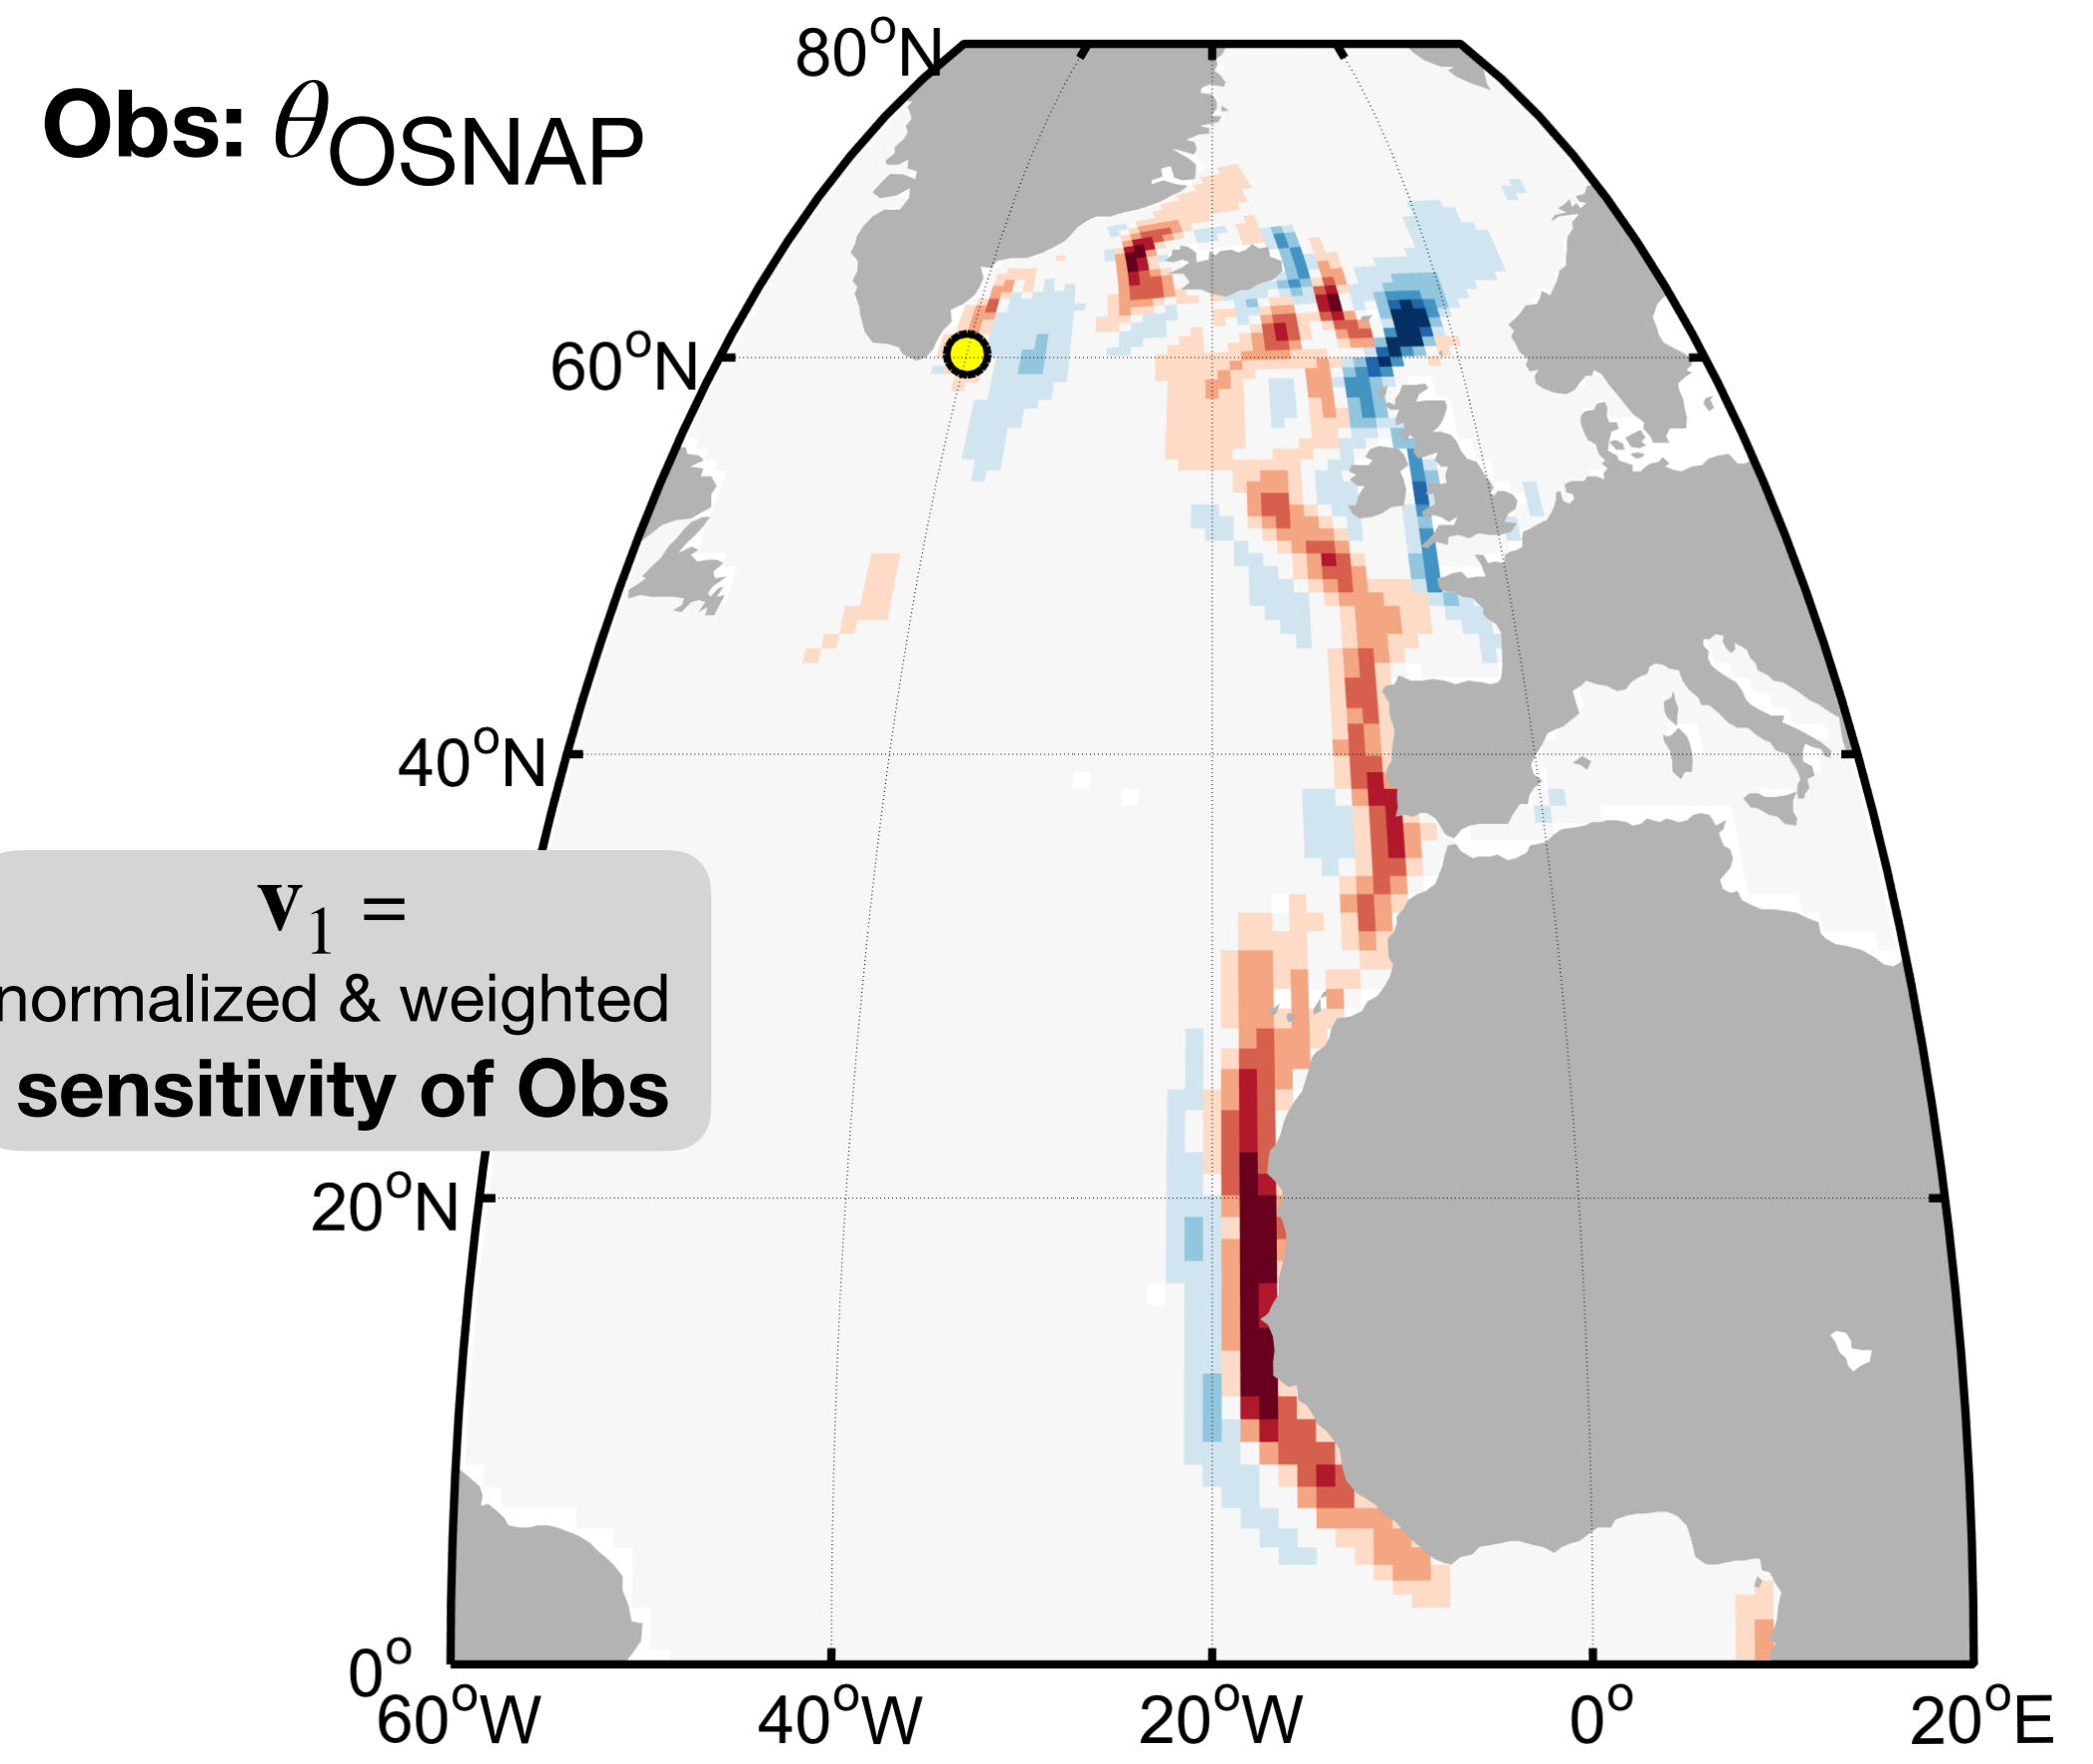 80°N
Obs: θOSNAP
60°N
40°N
v1 =
normalized & weighted
sensitivity of Obs
20°N
0°
60°W 40°W 20°W 0° 20°E